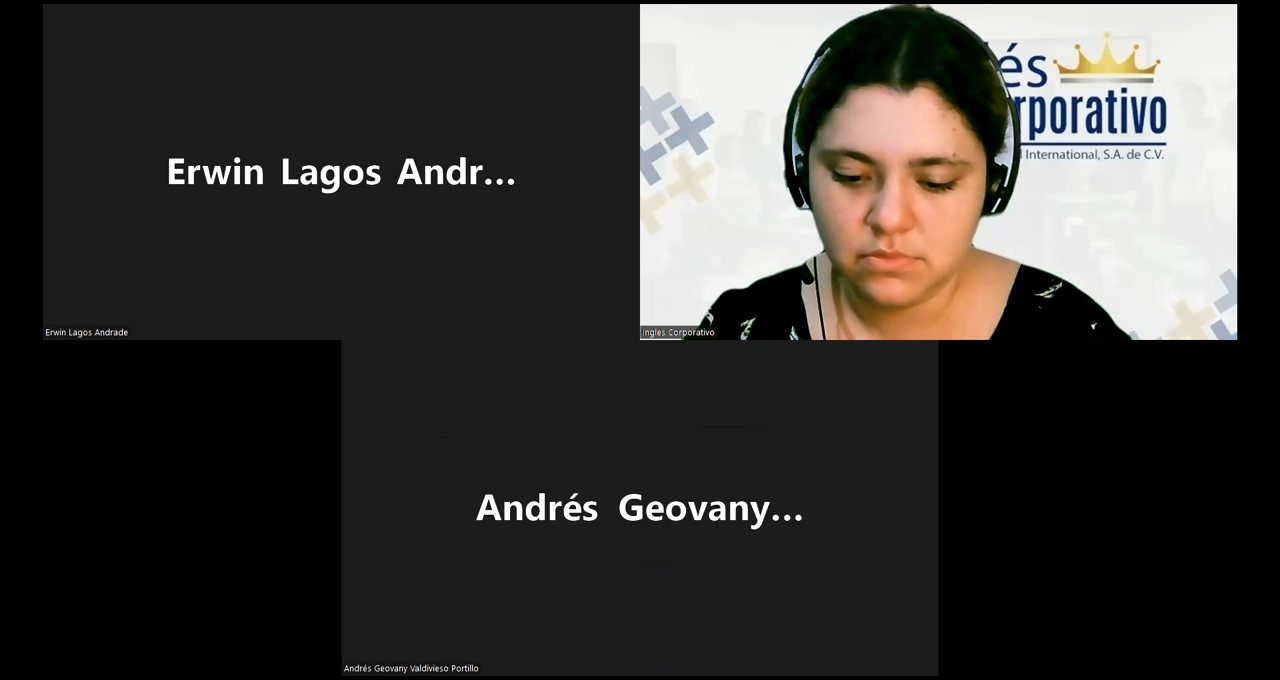 Erwin Lagos Andr...
Erwin Lagos Andrade
és
rporativo
International, S.A. de C.V.
Ingles Corporativo
Andrés Geovany...
Andrés Geovany Valdivieso Portillo